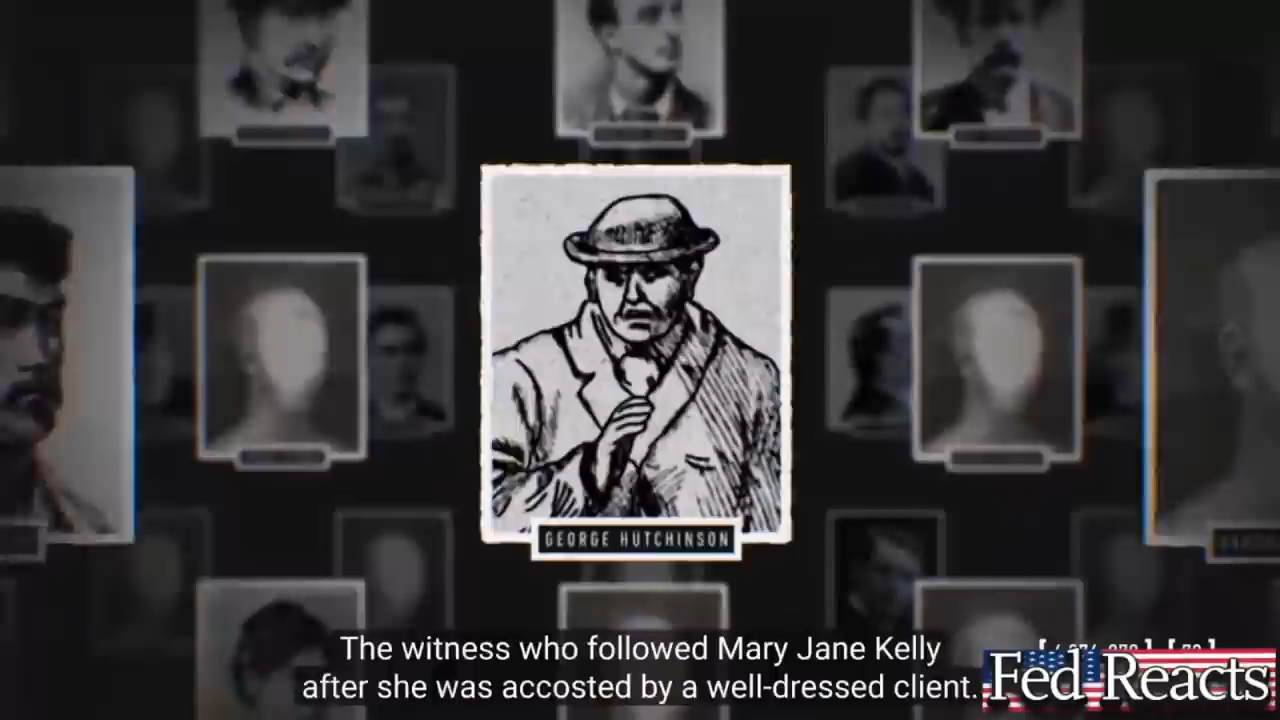 GEORGE HUTCHINSON
The witness who followed Mary Jane Kelly
after she was accosted by a well-dressed client.
Fed Reacts